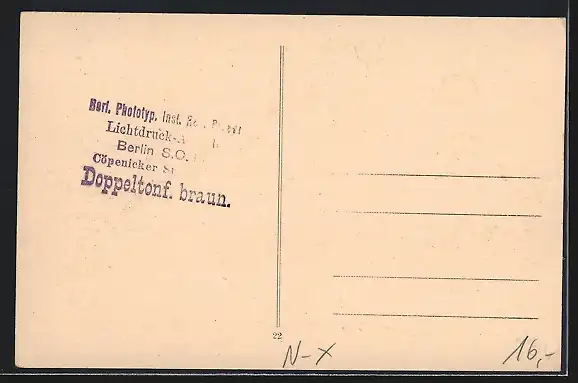 Berl. Phototyp. Inst.
Lichtdruck-
Berlin S.O.
Cöpenicker
Doppeltonf. braun.
22
N-X
16,-